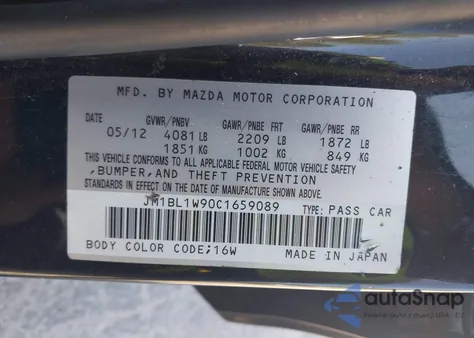 MFD. BY MAZDA MOTOR CORPORATION
DATE GVWR/PNBV GAWR/PNBE FRT GAWR/PNBE RR
05/12 4081 LB 2209 LB 1872 LB
1851 KG 1002 KG 849 KG
THIS VEHICLE CONFORMS TO ALL APPLICABLE FEDERAL MOTOR VEHICLE SAFETY
,BUMPER,AND THEFT PREVENTION
STANDARDS IN EFFECT ON THE DATE OF MANUFACTURE SHOWN ABOVE.
JM1BL1W90C1659089 TYPE: PASS CAR
BODY COLOR CODE;16W MADE IN JAPAN
autoSnap